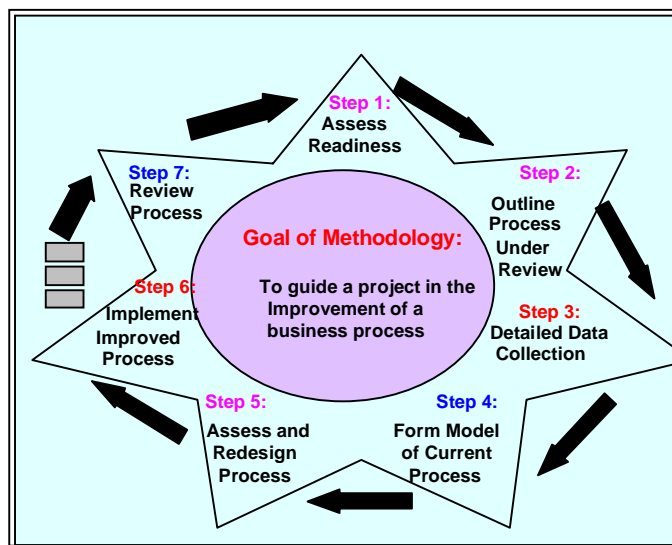 Step 1:
Assess
Readiness
Step 2:
Outline
Process
Under
Review
Step 3:
Detailed Data
Collection
Step 4:
Form Model
of Current
Process
Step 5:
Assess and
Redesign
Process
Step 6:
Implement
Improved
Process
Step 7:
Review
Process
Goal of Methodology:
To guide a project in the
Improvement of a
business process